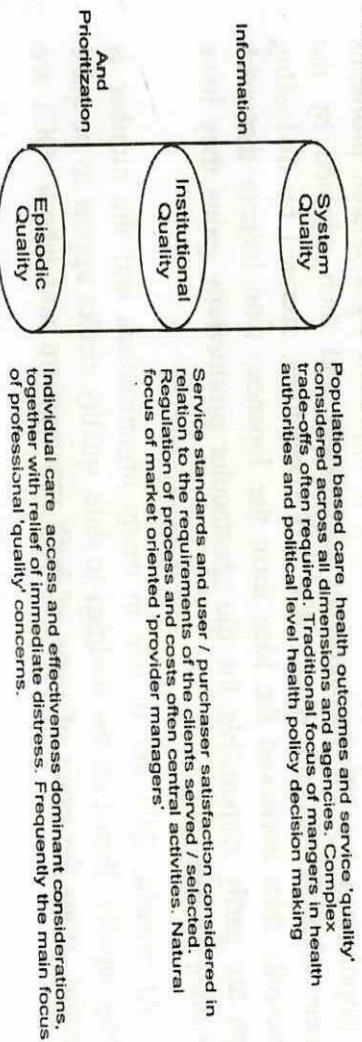 Information
And
Prioritization
System
Quality
Institutional
Quality
Episodic
Quality
Population based care health outcomes and service 'quality'
considered across all dimensions and agencies. Complex
trade-offs often required. Traditional focus of mangers in health
authorities and political level health policy decision making
Service standards and user / purchaser satisfaction considered in
relation to the requirements of the clients served / selected.
Regulation of process and costs often central activities. Natural
focus of market oriented 'provider managers'
Individual care access and effectiveness dominant considerations,
together with relief of immediate distress. Frequently the main focus
of professional 'quality' concerns.